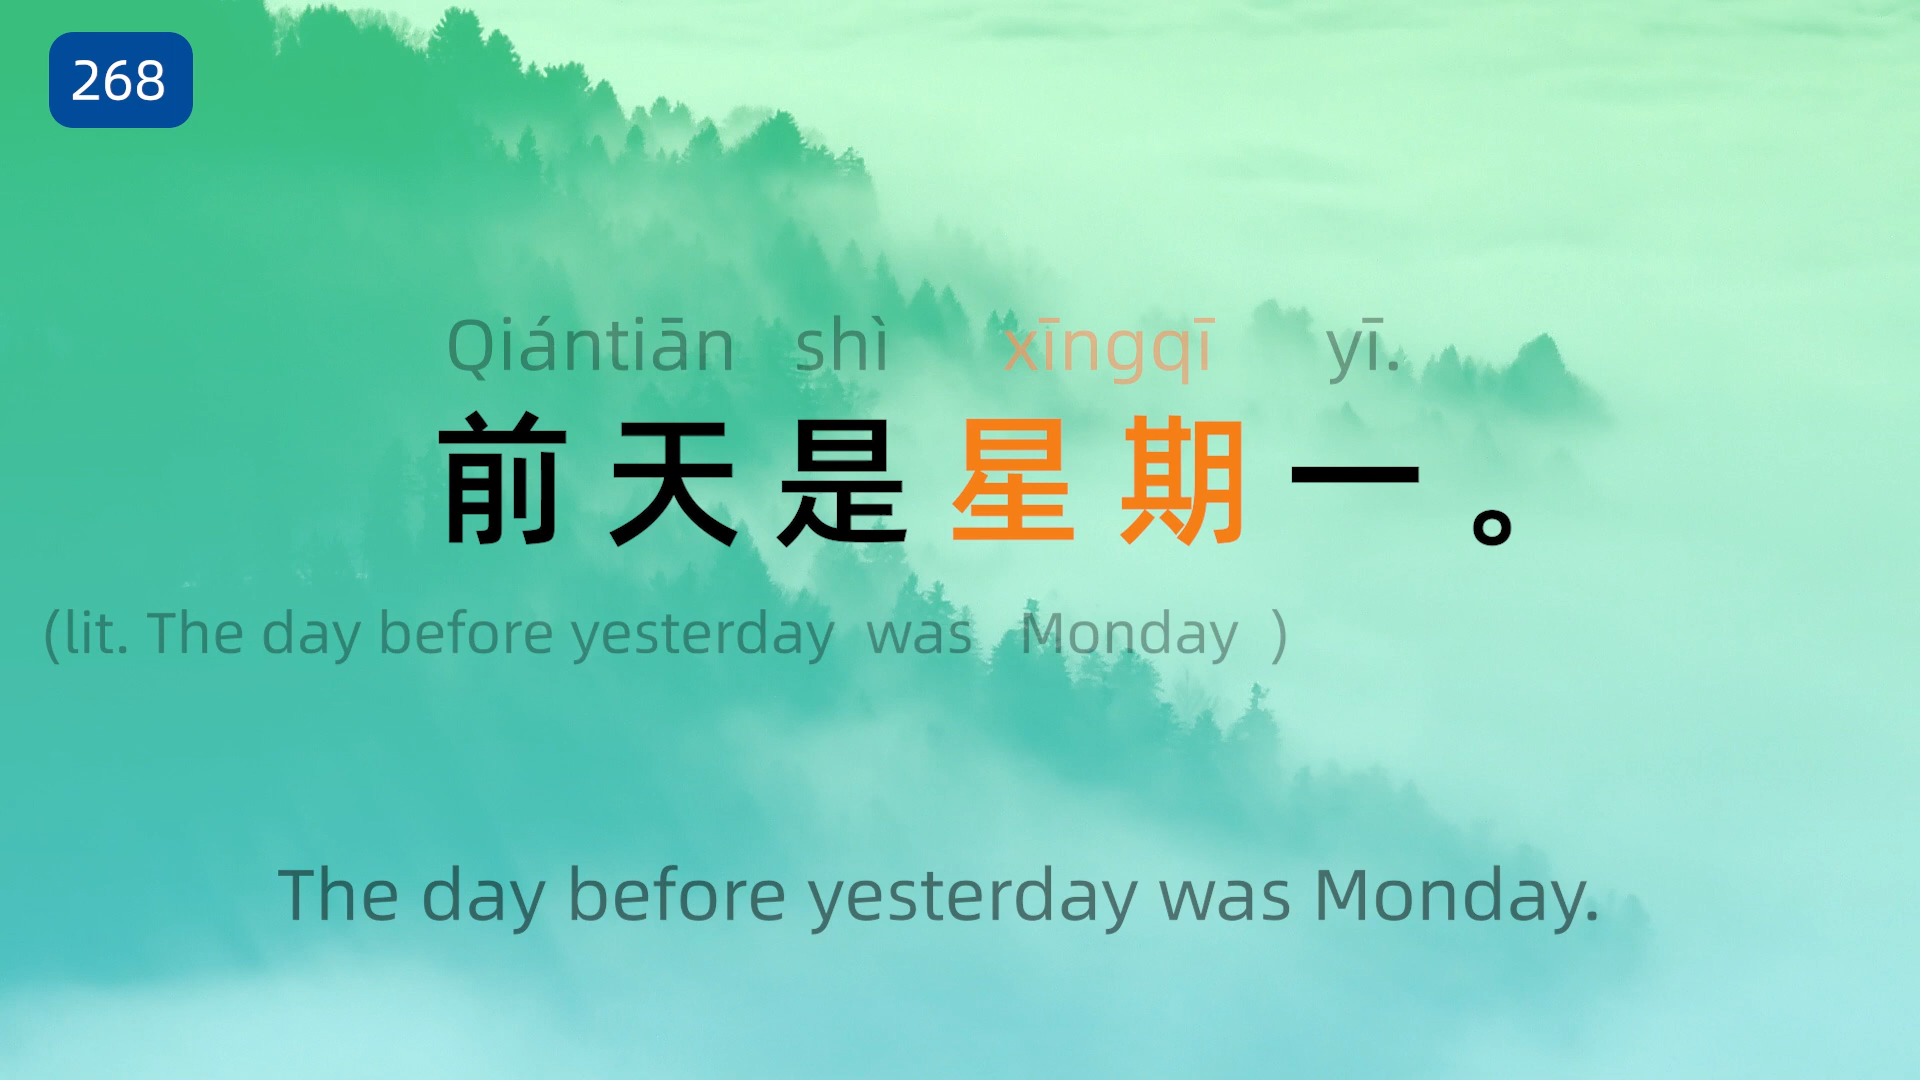 268
Qiántiān shì xīngqī yī.
前天是星期一。
(lit. The day before yesterday was Monday )
The day before yesterday was Monday.